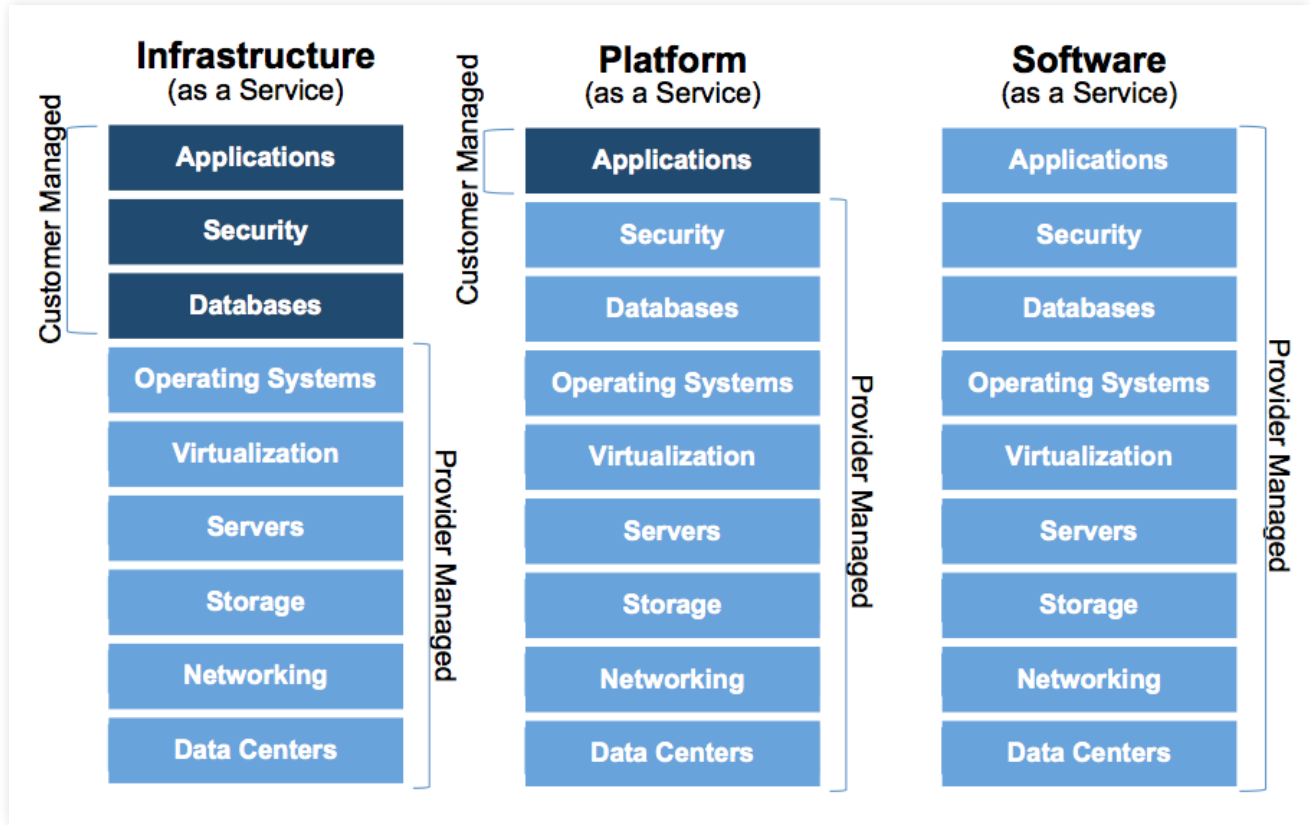 Infrastructure
(as a Service)
Customer Managed
Applications
Security
Databases
Operating Systems
Virtualization
Servers
Storage
Networking
Data Centers
Provider Managed
Platform
(as a Service)
Customer Managed
Applications
Security
Databases
Operating Systems
Virtualization
Servers
Storage
Networking
Data Centers
Provider Managed
Software
(as a Service)
Applications
Security
Databases
Operating Systems
Virtualization
Servers
Storage
Networking
Data Centers
Provider Managed